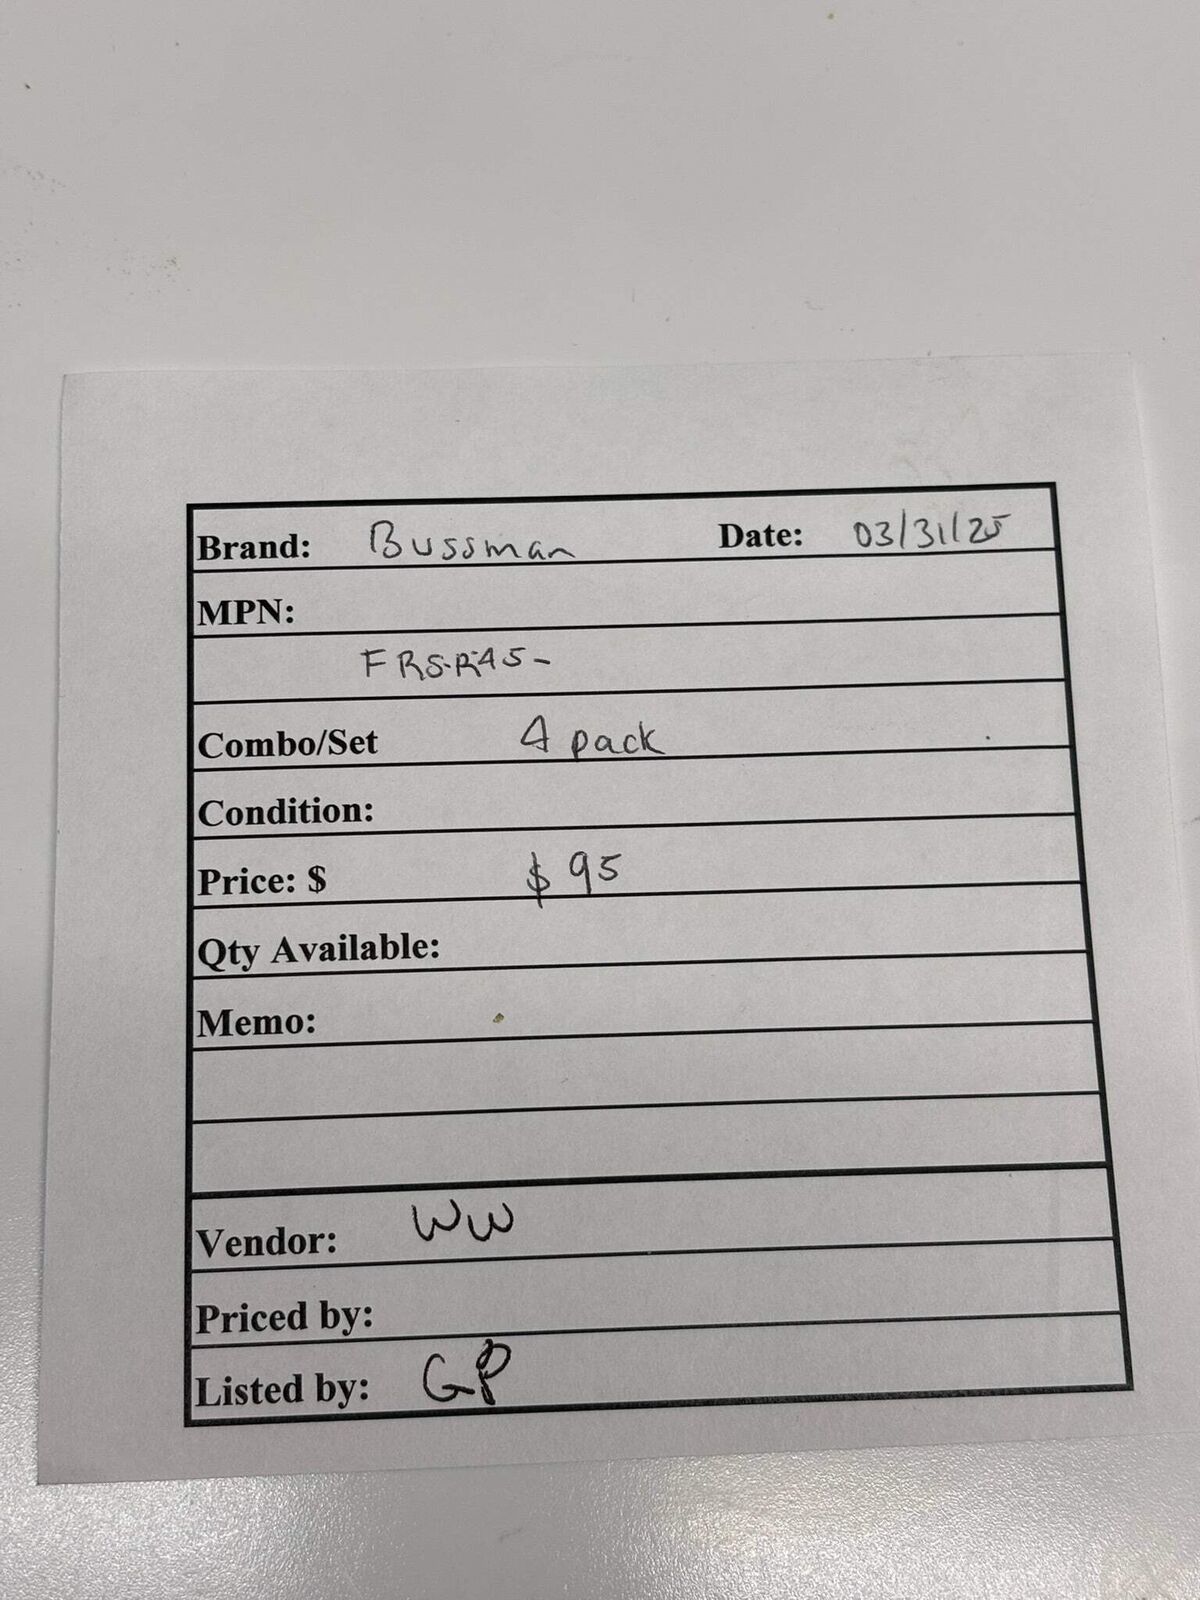 Brand: Bussman Date: 03/31/25
MPN:
FRS-R-45-
Combo/Set 4 pack
Condition:
Price: $ $95
Qty Available:
Memo:
Vendor: WW
Priced by:
Listed by: GP